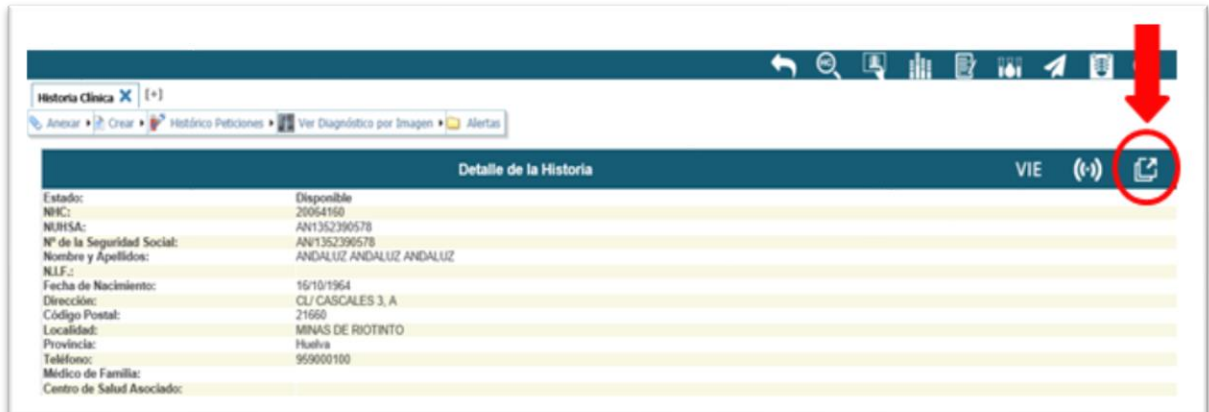 Historia Clínica [+]
Anexar Crear Histórico Peticiones Ver Diagnóstico por Imagen Alertas
Detalle de la Historia VIE
Estado: Disponible
NHC: 20064160
NUHSA: AN1352390578
Nº de la Seguridad Social: AN/1352390578
Nombre y Apellidos: ANDALUZ ANDALUZ ANDALUZ
N.I.F.:
Fecha de Nacimiento: 16/10/1964
Dirección: CL/ CASCALES 3, A
Código Postal: 21660
Localidad: MINAS DE RIOTINTO
Provincia: Huelva
Teléfono: 959000100
Médico de Familia:
Centro de Salud Asociado: